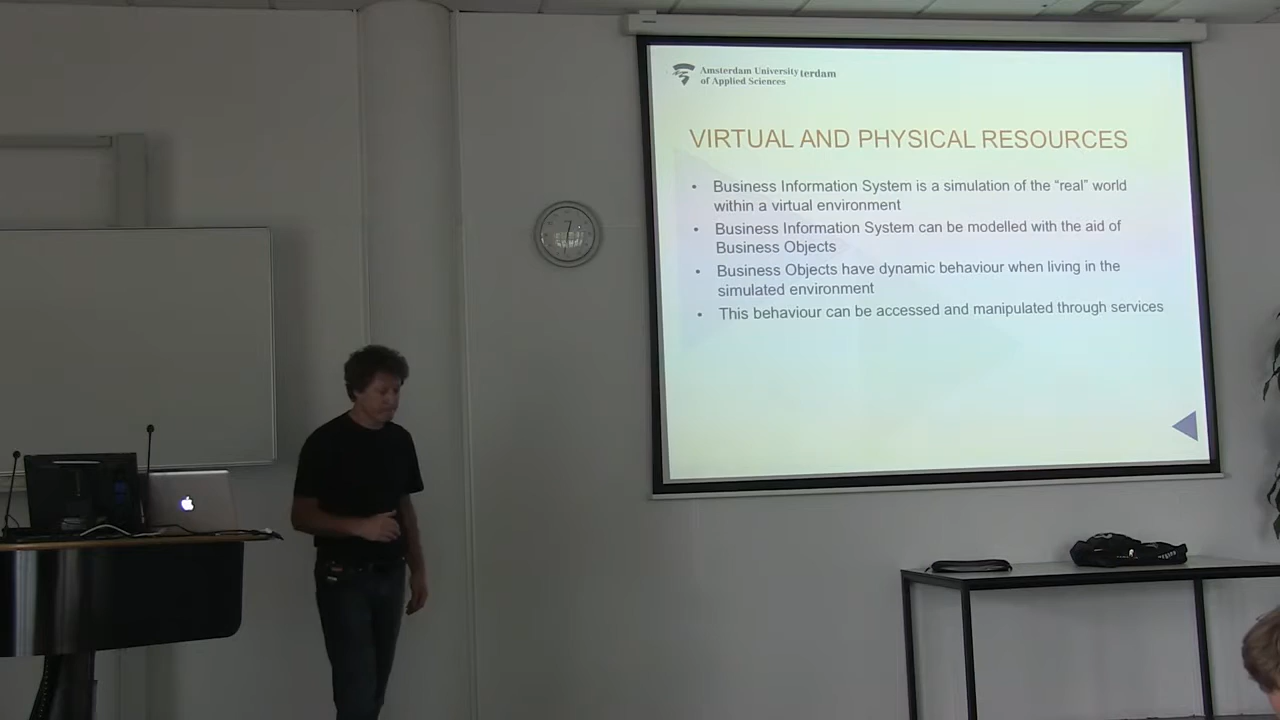 Amsterdam University terdam
of Applied Sciences
VIRTUAL AND PHYSICAL RESOURCES
• Business Information System is a simulation of the “real” world
within a virtual environment
• Business Information System can be modelled with the aid of
Business Objects
• Business Objects have dynamic behaviour when living in the
simulated environment
• This behaviour can be accessed and manipulated through services